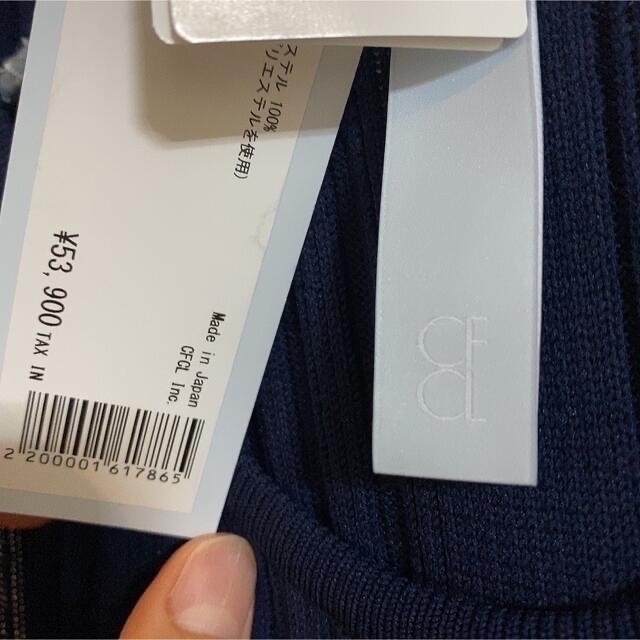 ステル 100%
リエステルを使用)
¥53,900 TAX IN
Made in Japan
CFCL Inc.
2200001617865
CFCL